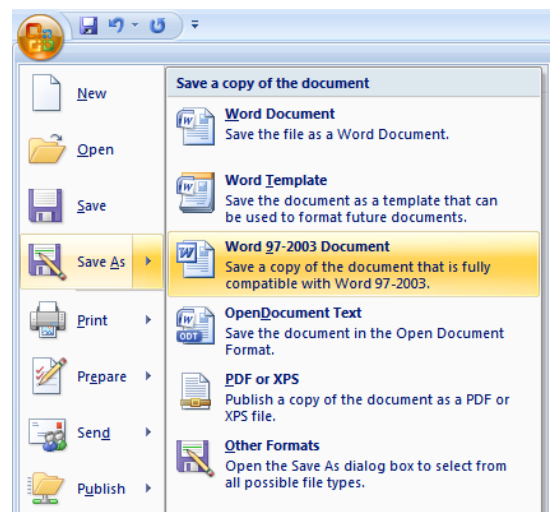 New
Open
Save
Save As
Print
Prepare
Send
Publish
Save a copy of the document
Word Document
Save the file as a Word Document.
Word Template
Save the document as a template that can
be used to format future documents.
Word 97-2003 Document
Save a copy of the document that is fully
compatible with Word 97-2003.
OpenDocument Text
Save the document in the Open Document
Format.
PDF or XPS
Publish a copy of the document as a PDF or
XPS file.
Other Formats
Open the Save As dialog box to select from
all possible file types.
ODT